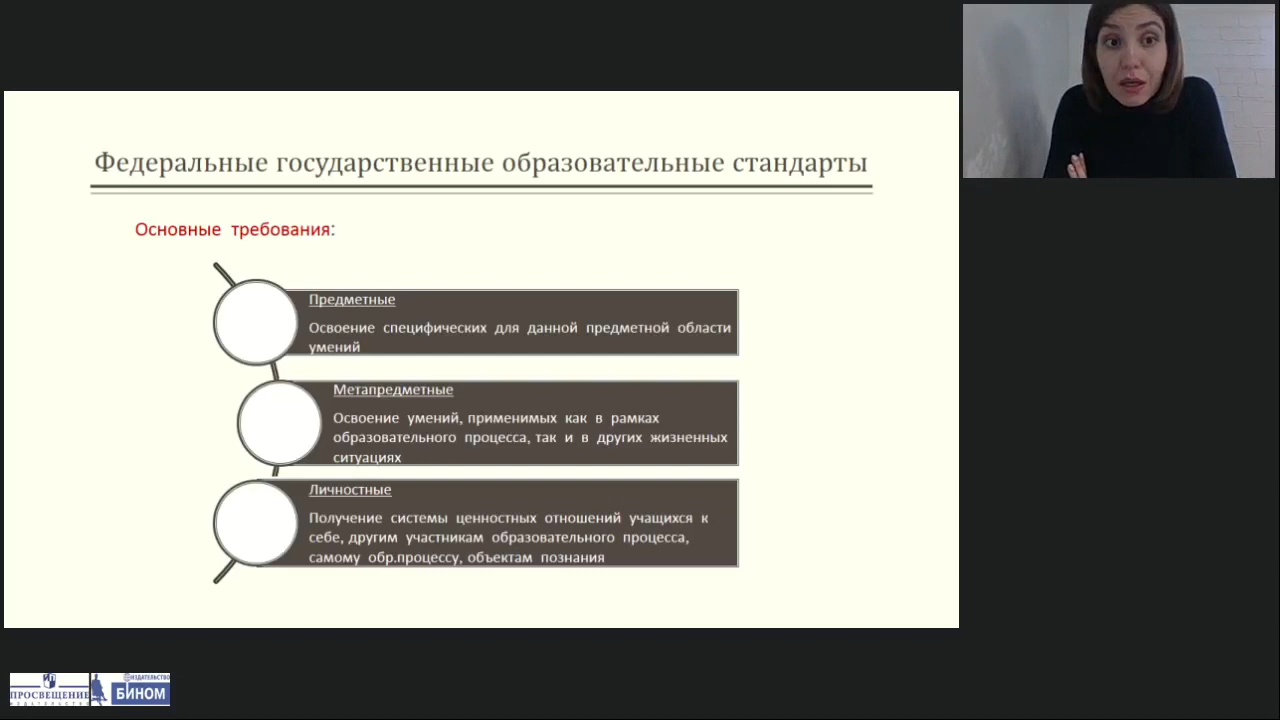 Федеральные государственные образовательные стандарты
Основные требования:
Предметные
Освоение специфических для данной предметной области
умений
Метапредметные
Освоение умений, применимых как в рамках
образовательного процесса, так и в других жизненных
ситуациях
Личностные
Получение системы ценностных отношений учащихся к
себе, другим участникам образовательного процесса,
самому обр.процессу, объектам познания
ПРОСВЕЩЕНИЕ
ИЗДАТЕЛЬСТВО
ИЗДАТЕЛЬСТВО
БИНОМ